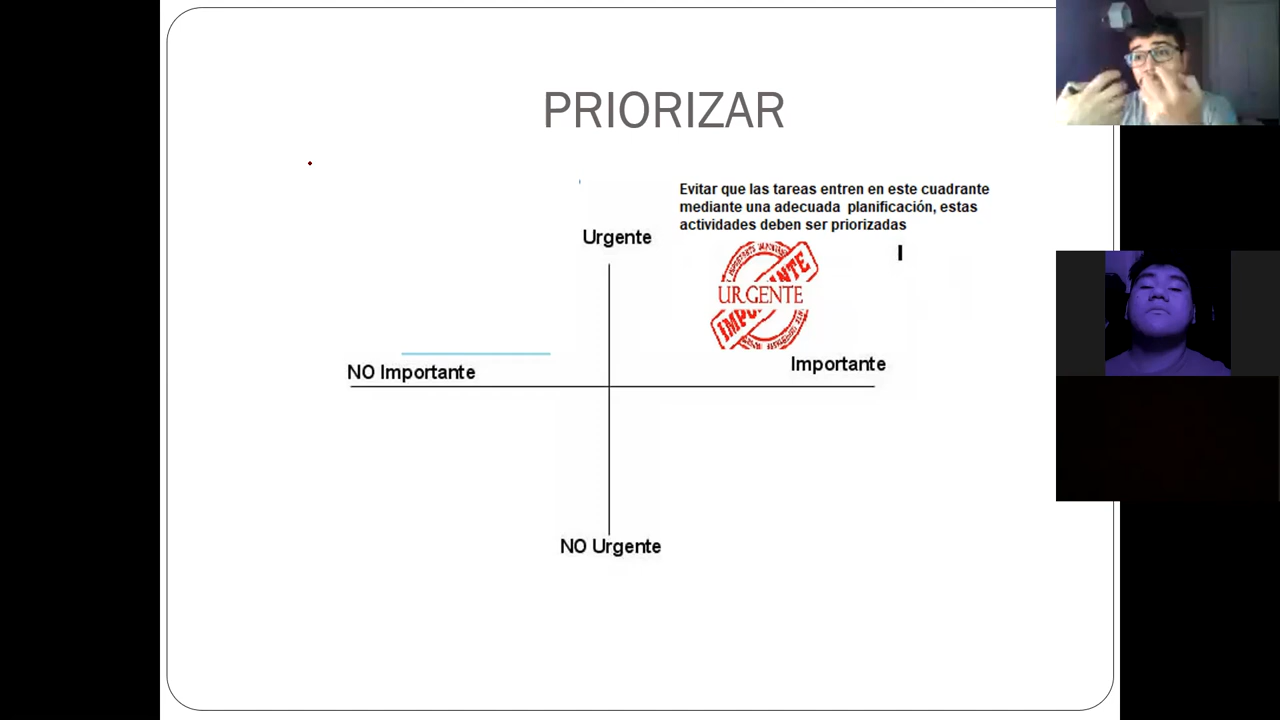 PRIORIZAR
Evitar que las tareas entren en este cuadrante
mediante una adecuada planificación, estas
actividades deben ser priorizadas
Urgente
I
URGENTE
Importante
NO Importante
NO Urgente